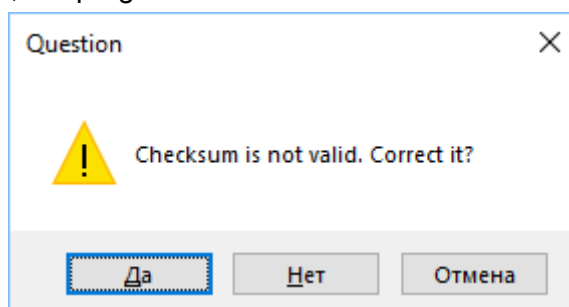 Question
Checksum is not valid. Correct it?
Да Нет Отмена